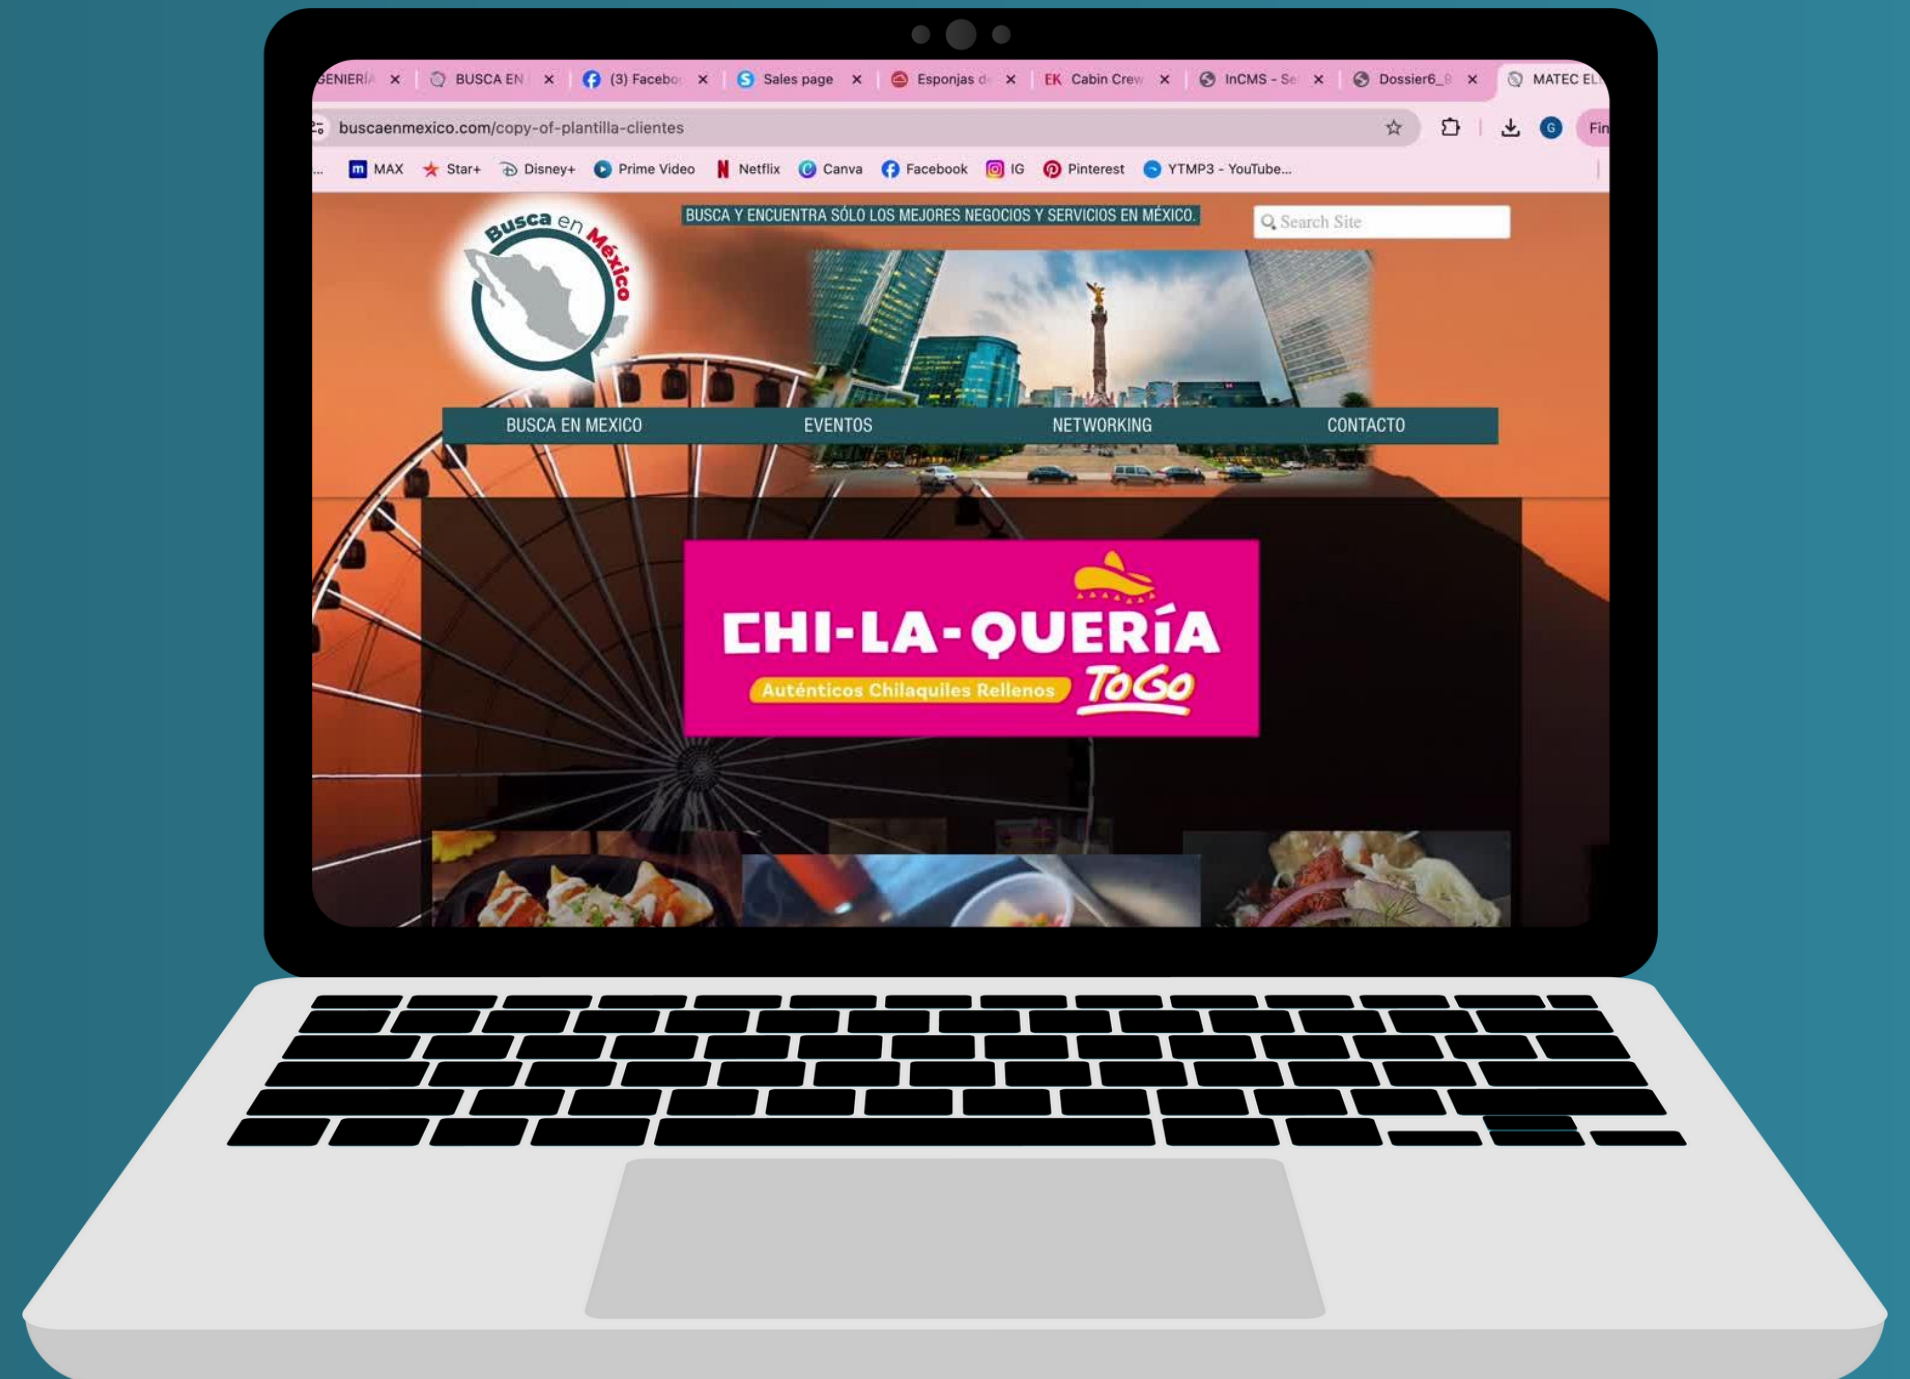 GENIERÍA
BUSCA EN
(3) Facebo
Sales page
Esponjas d
EK Cabin Crew
InCMS - Se
Dossier6_
MATEC EL
buscaenmexico.com/copy-of-plantilla-clientes
G
Fin
...
m MAX
Star+
Disney+
Prime Video
Netflix
Canva
Facebook
IG
Pinterest
YTMP3 - YouTube...
Busca en México
BUSCA Y ENCUENTRA SÓLO LOS MEJORES NEGOCIOS Y SERVICIOS EN MÉXICO.
Search Site
BUSCA EN MEXICO
EVENTOS
NETWORKING
CONTACTO
CHI-LA-QUERÍA
Auténticos Chilaquiles Rellenos
ToGo